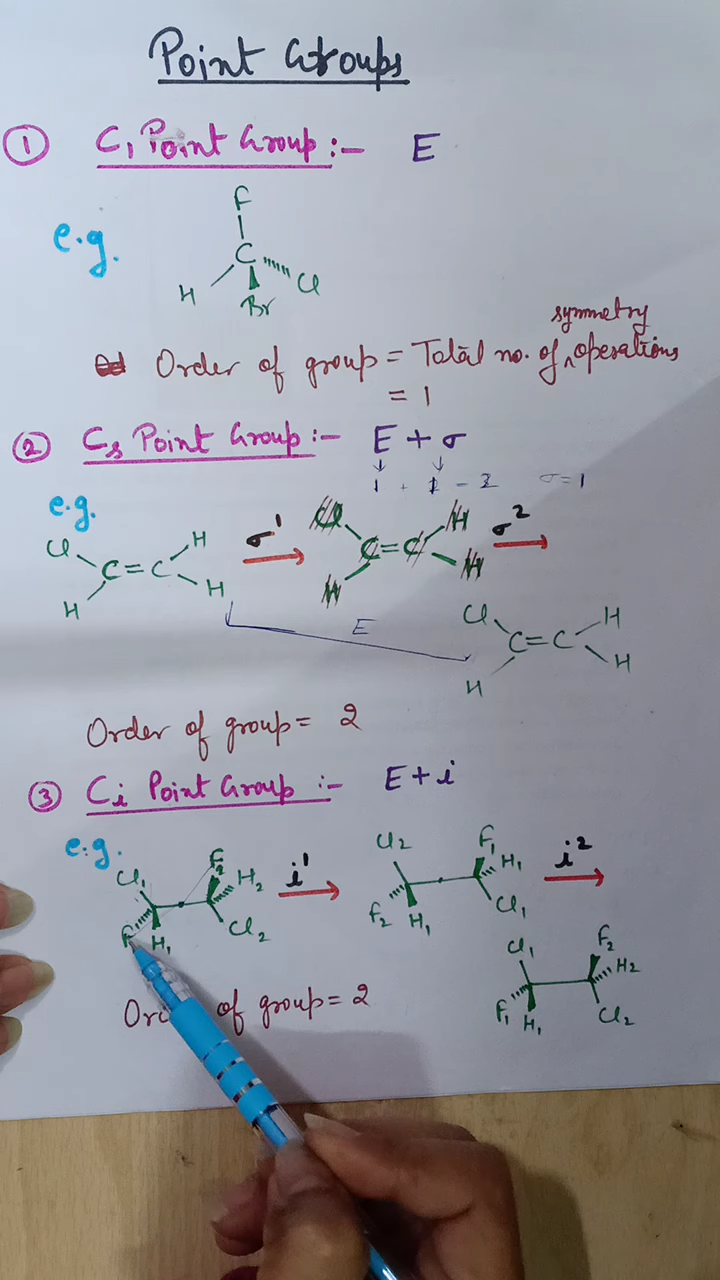 Point Groups
① C₁ Point Group :- E
e.g.
F
C
H Cl
Br
Order of group = Total no. of ∧ symmetry operations
= 1
② Cs Point Group :- E + σ
↓ ↓
1 + 1 = 2 σ = 1
e.g.
Cl H
C = C
H H
σ¹
Cl H
C = C
H H
σ²
E
Cl H
C = C
H H
Order of group = 2
③ Ci Point Group :- E + i
e.g.
Cl₁ F₂ H₂
F H₁ Cl₂
i¹
Cl₂ F₁ H₁
F₂ H₁ Cl₁
i²
Cl₁ F₂ H₂
F₁ H₁ Cl₂
of group = 2